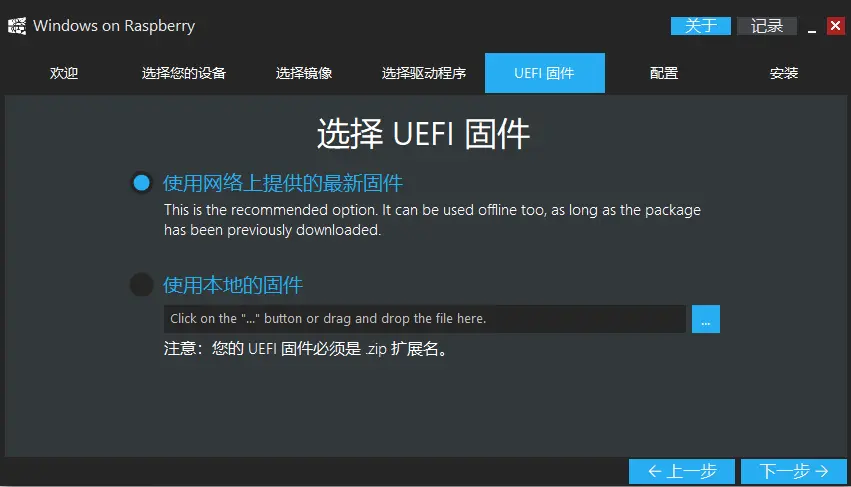 Windows on Raspberry
关于
记录
欢迎
选择您的设备
选择镜像
选择驱动程序
UEFI 固件
配置
安装
选择 UEFI 固件
使用网络上提供的最新固件
This is the recommended option. It can be used offline too, as long as the package
has been previously downloaded.
使用本地的固件
Click on the "..." button or drag and drop the file here.
...
注意：您的 UEFI 固件必须是 .zip 扩展名。
← 上一步
下一步 →